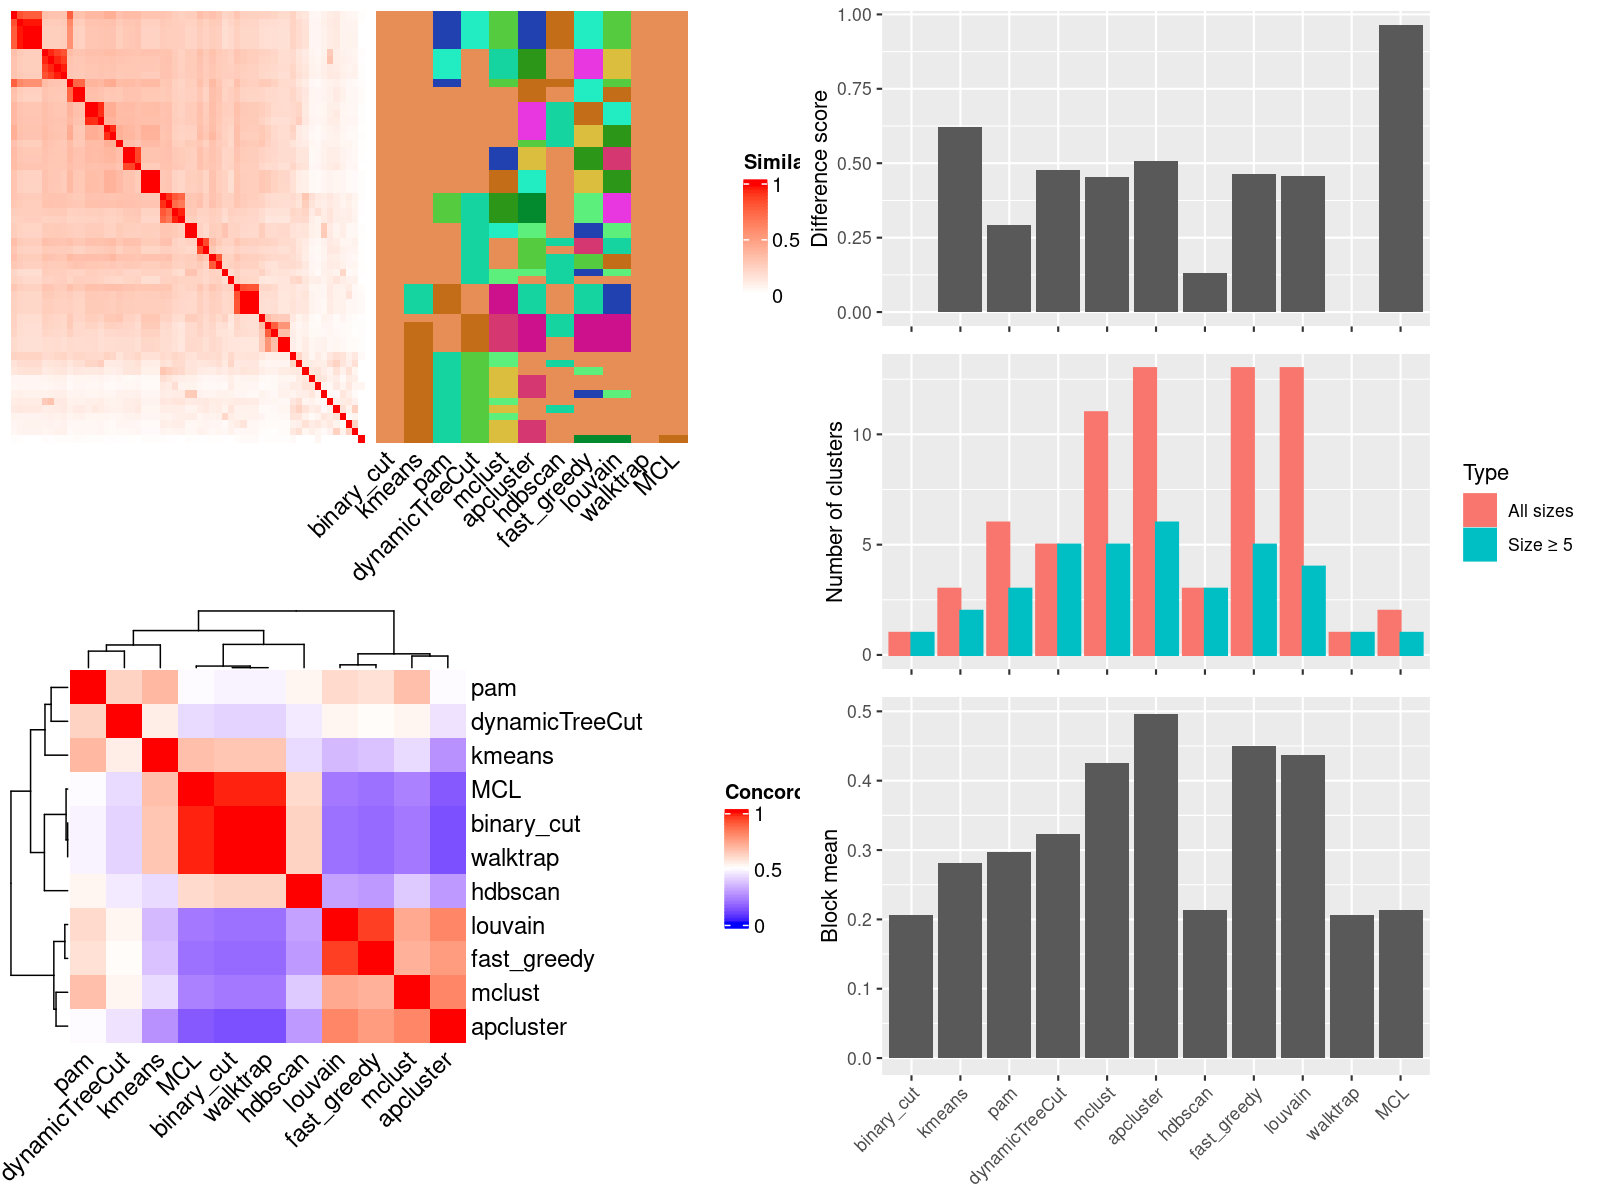 Simila
1
0.5
0
binary_cut
kmeans
pam
dynamicTreeCut
mclust
apcluster
hdbscan
fast_greedy
louvain
walktrap
MCL
pam
dynamicTreeCut
kmeans
MCL
binary_cut
walktrap
hdbscan
louvain
fast_greedy
mclust
apcluster
Concord
1
0.5
0
pam
dynamicTreeCut
kmeans
MCL
binary_cut
walktrap
hdbscan
louvain
fast_greedy
mclust
apcluster
Difference score
1.00
0.75
0.50
0.25
0.00
Number of clusters
10
5
0
Type
All sizes
Size ≥ 5
Block mean
0.5
0.4
0.3
0.2
0.1
0.0
binary_cut
kmeans
pam
dynamicTreeCut
mclust
apcluster
hdbscan
fast_greedy
louvain
walktrap
MCL